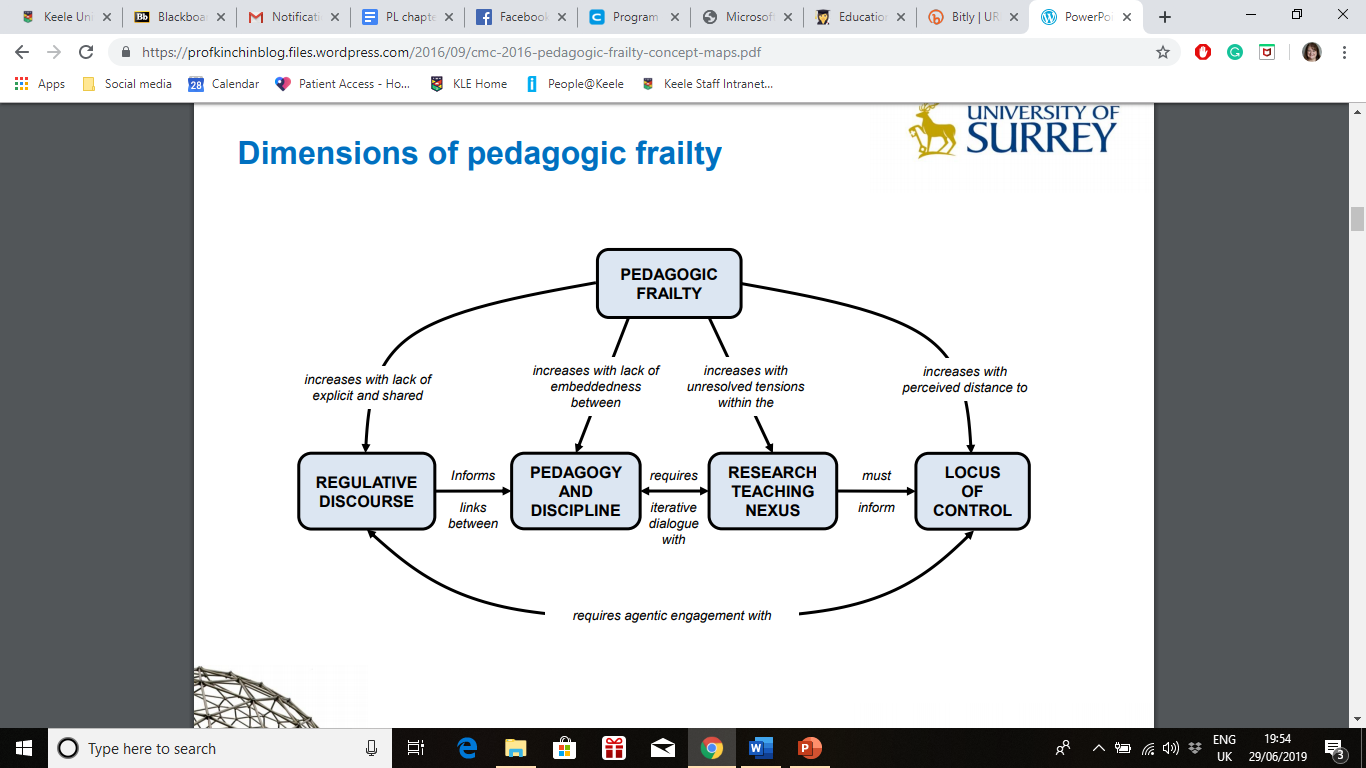 Keele Uni
Blackboa
Notificati
PL chapte
Facebook
Program
Microsoft
Education
Bitly | UR
PowerPoi
https://profkinchinblog.files.wordpress.com/2016/09/cmc-2016-pedagogic-frailty-concept-maps.pdf
Apps
Social media
28
Calendar
Patient Access - Ho...
KLE Home
People@Keele
Keele Staff Intranet...
UNIVERSITY OF
SURREY
Dimensions of pedagogic frailty
PEDAGOGIC
FRAILTY
increases with lack of
explicit and shared
increases with lack of
embeddedness
between
increases with
unresolved tensions
within the
increases with
perceived distance to
REGULATIVE
DISCOURSE
Informs
links
between
PEDAGOGY
AND
DISCIPLINE
requires
iterative
dialogue
with
RESEARCH
TEACHING
NEXUS
must
inform
LOCUS
OF
CONTROL
requires agentic engagement with
Type here to search
ENG
UK
19:54
29/06/2019
3